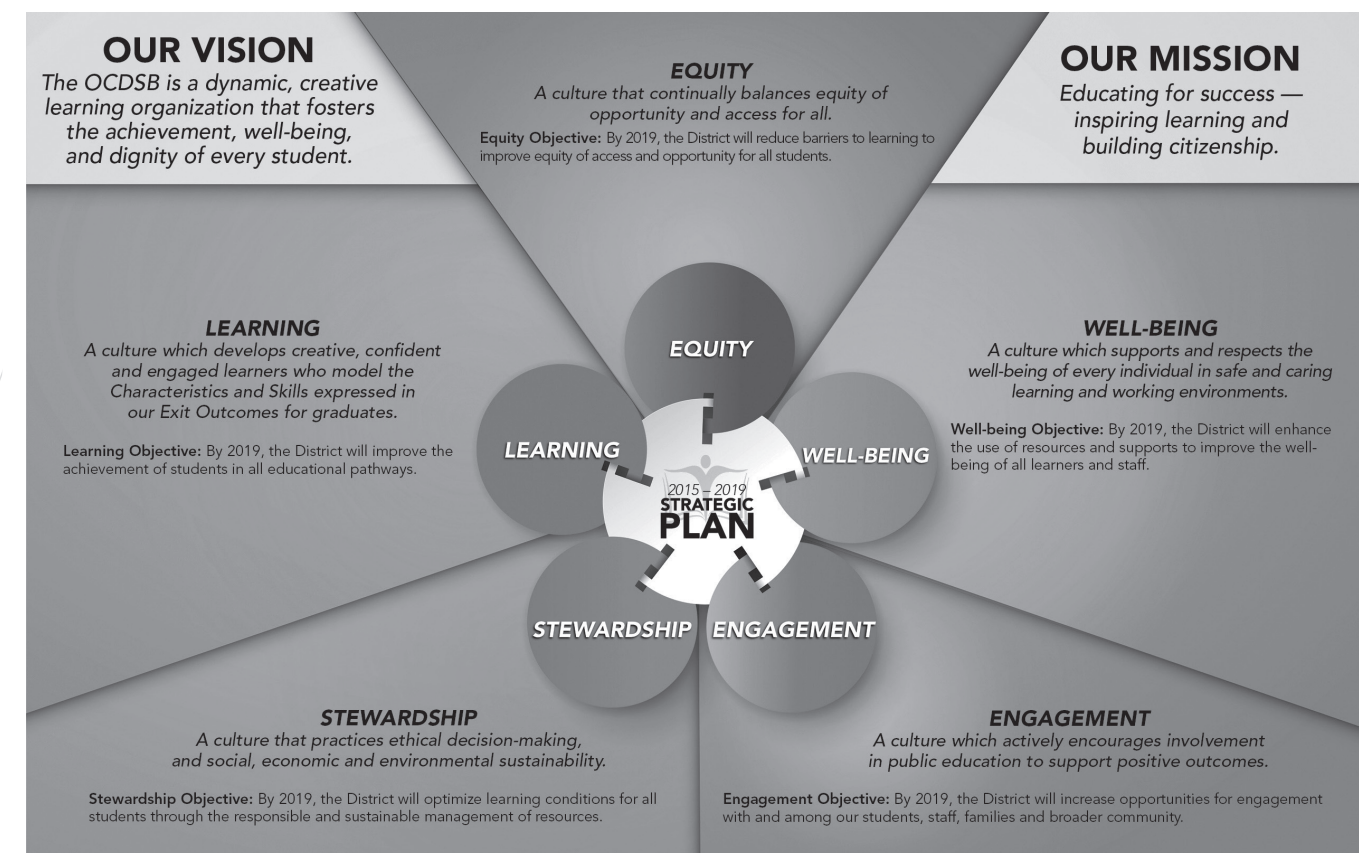 OUR VISION
The OCDSB is a dynamic, creative
learning organization that fosters
the achievement, well-being,
and dignity of every student.
EQUITY
A culture that continually balances equity of
opportunity and access for all.
Equity Objective: By 2019, the District will reduce barriers to learning to
improve equity of access and opportunity for all students.
OUR MISSION
Educating for success —
inspiring learning and
building citizenship.
LEARNING
A culture which develops creative, confident
and engaged learners who model the
Characteristics and Skills expressed in
our Exit Outcomes for graduates.
Learning Objective: By 2019, the District will improve the
achievement of students in all educational pathways.
WELL-BEING
A culture which supports and respects the
well-being of every individual in safe and caring
learning and working environments.
Well-being Objective: By 2019, the District will enhance
the use of resources and supports to improve the well-
being of all learners and staff.
EQUITY
LEARNING
WELL-BEING
2015 – 2019
STRATEGIC
PLAN
STEWARDSHIP
ENGAGEMENT
STEWARDSHIP
A culture that practices ethical decision-making,
and social, economic and environmental sustainability.
Stewardship Objective: By 2019, the District will optimize learning conditions for all
students through the responsible and sustainable management of resources.
ENGAGEMENT
A culture which actively encourages involvement
in public education to support positive outcomes.
Engagement Objective: By 2019, the District will increase opportunities for engagement
with and among our students, staff, families and broader community.